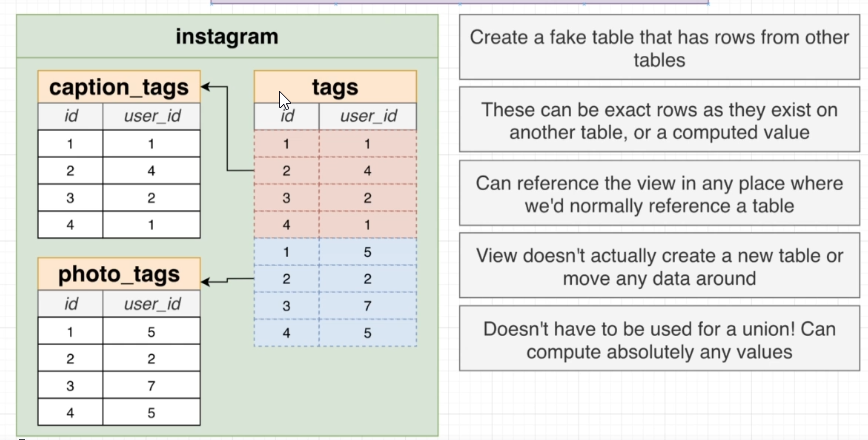 instagram
caption_tags
id user_id
1 1
2 4
3 2
4 1
photo_tags
id user_id
1 5
2 2
3 7
4 5
tags
id user_id
1 1
2 4
3 2
4 1
1 5
2 2
3 7
4 5
Create a fake table that has rows from other
tables
These can be exact rows as they exist on
another table, or a computed value
Can reference the view in any place where
we'd normally reference a table
View doesn't actually create a new table or
move any data around
Doesn't have to be used for a union! Can
compute absolutely any values